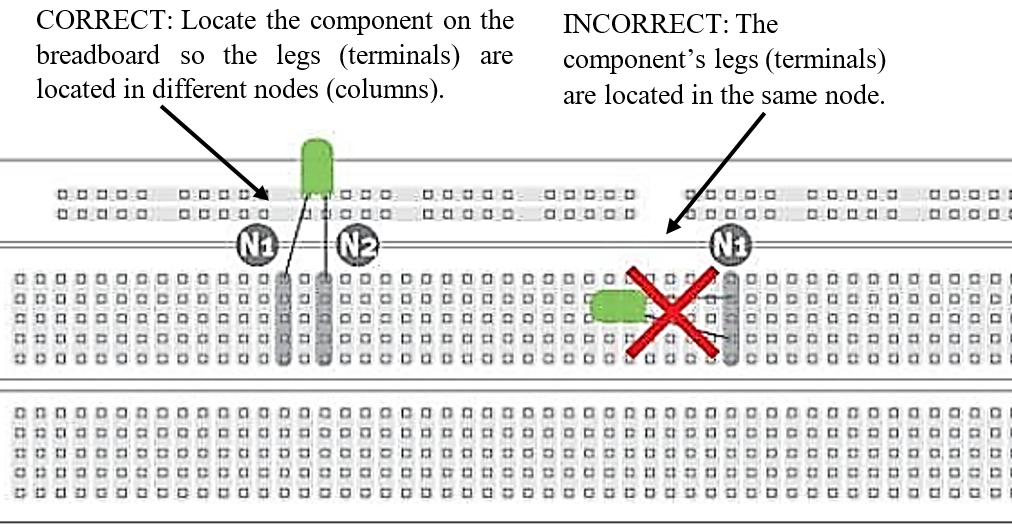 CORRECT: Locate the component on the
breadboard so the legs (terminals) are
located in different nodes (columns).
INCORRECT: The
component’s legs (terminals)
are located in the same node.
N1
N2
N1